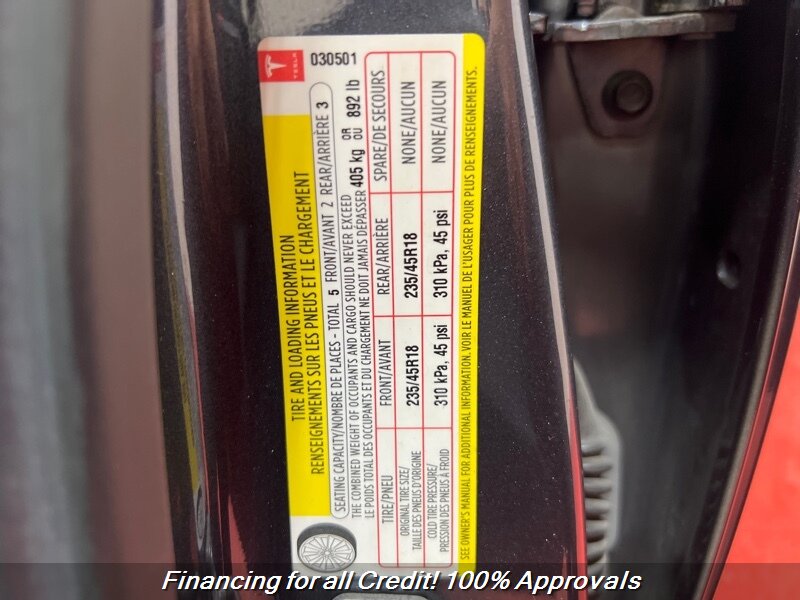 TESLA
030501
TIRE AND LOADING INFORMATION
RENSEIGNEMENTS SUR LES PNEUS ET LE CHARGEMENT
SEATING CAPACITY/NOMBRE DE PLACES - TOTAL 5 FRONT/AVANT 2 REAR/ARRIÈRE 3
THE COMBINED WEIGHT OF OCCUPANTS AND CARGO SHOULD NEVER EXCEED
LE POIDS TOTAL DES OCCUPANTS ET DU CHARGEMENT NE DOIT JAMAIS DÉPASSER
405 kg OR OU 892 lb
TIRE/PNEU FRONT/AVANT REAR/ARRIÈRE SPARE/DE SECOURS
ORIGINAL TIRE SIZE/
TAILLE DES PNEUS D'ORIGINE
235/45R18 235/45R18 NONE/AUCUN
COLD TIRE PRESSURE/
PRESSION DES PNEUS À FROID
310 kPa, 45 psi 310 kPa, 45 psi NONE/AUCUN
SEE OWNER'S MANUAL FOR ADDITIONAL INFORMATION. VOIR LE MANUEL DE L'USAGER POUR PLUS DE RENSEIGNEMENTS.
Financing for all Credit! 100% Approvals